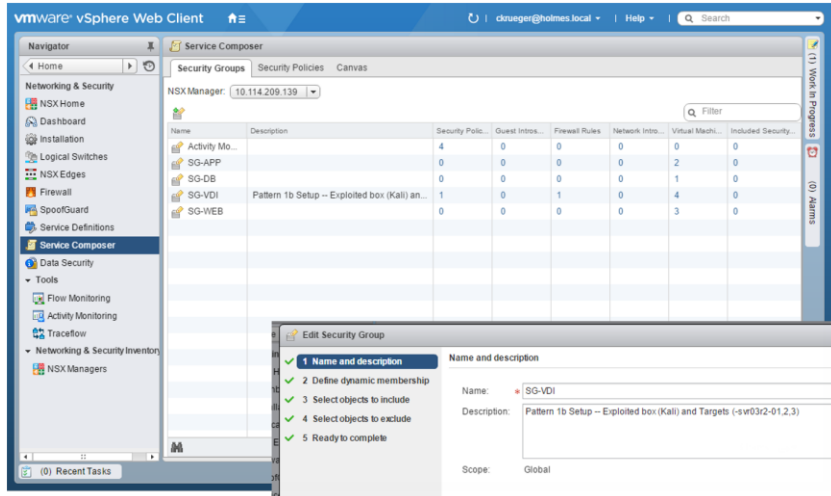 vmware® vSphere Web Client
ckrueger@holmes.local
Help
Search
Navigator
Home
Networking & Security
NSX Home
Dashboard
Installation
Logical Switches
NSX Edges
Firewall
SpoofGuard
Service Definitions
Service Composer
Data Security
Tools
Flow Monitoring
Activity Monitoring
Traceflow
Networking & Security Inventory
NSX Managers
(0) Recent Tasks
Service Composer
Security Groups Security Policies Canvas
NSX Manager: 10.114.209.139
Filter
Name Description Security Polic... Guest Intros... Firewall Rules Network Intro... Virtual Machi... Included Security...
Activity Mo... 4 0 0 0 0 0
SG-APP 0 0 0 0 2 0
SG-DB 0 0 0 0 1 0
SG-VDI Pattern 1b Setup -- Exploited box (Kali) an... 1 0 1 0 4 0
SG-WEB 0 0 0 0 3 0
(1) Work In Progress
(0) Alarms
Edit Security Group
1 Name and description
2 Define dynamic membership
3 Select objects to include
4 Select objects to exclude
5 Ready to complete
Name and description
Name: * SG-VDI
Description: Pattern 1b Setup -- Exploited box (Kali) and Targets (-svr03r2-01,2,3)
Scope: Global